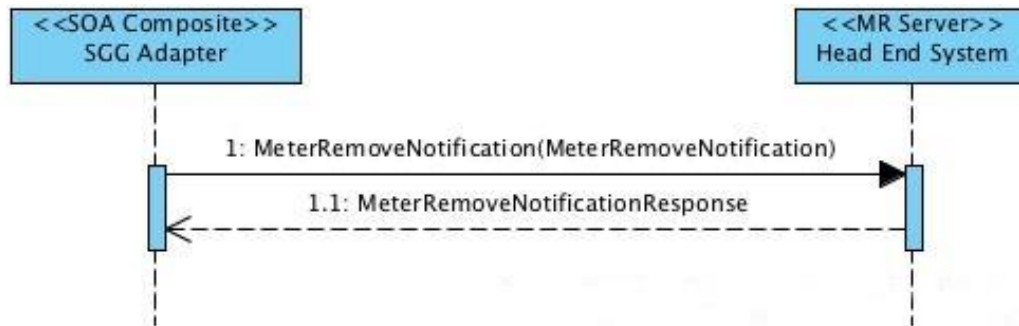 <<SOA Composite>>
SGG Adapter
<<MR Server>>
Head End System
1: MeterRemoveNotification(MeterRemoveNotification)
1.1: MeterRemoveNotificationResponse